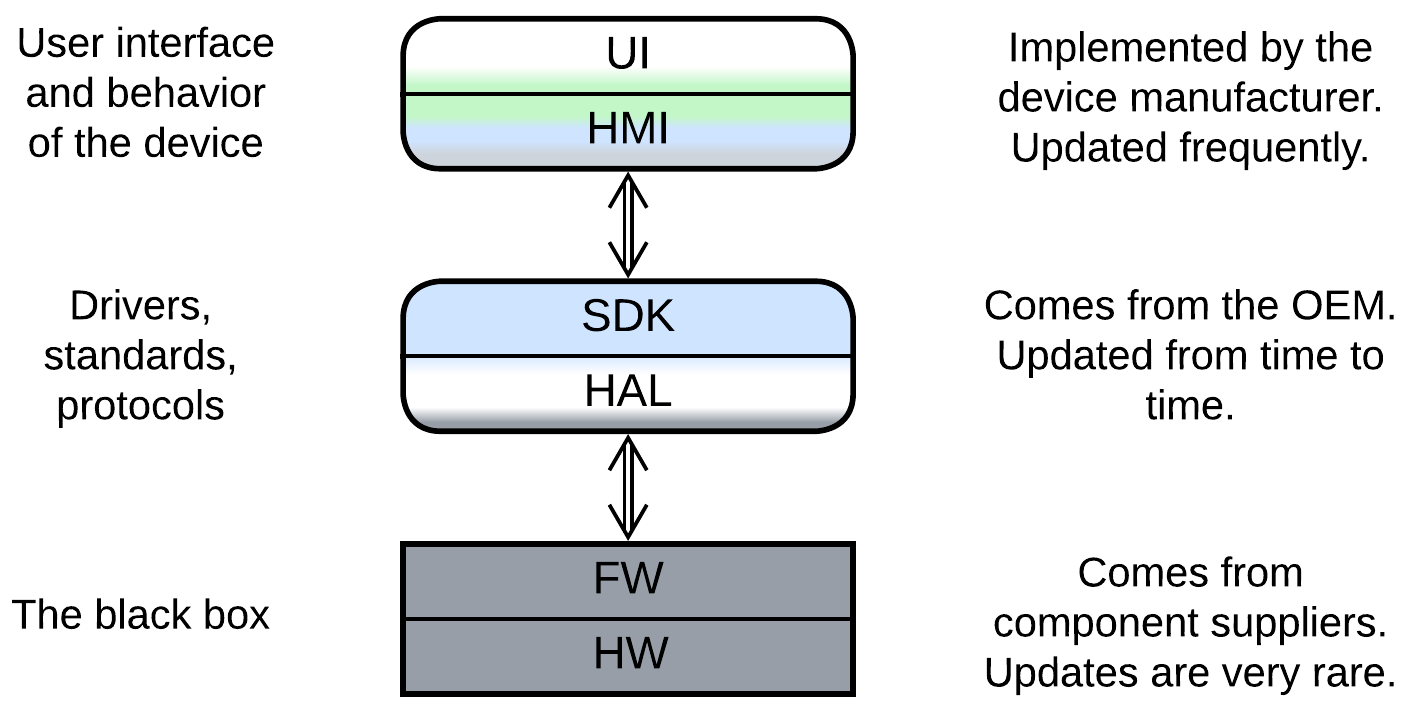 User interface
and behavior
of the device
UI
HMI
Implemented by the
device manufacturer.
Updated frequently.
Drivers,
standards,
protocols
SDK
HAL
Comes from the OEM.
Updated from time to
time.
The black box
FW
HW
Comes from
component suppliers.
Updates are very rare.